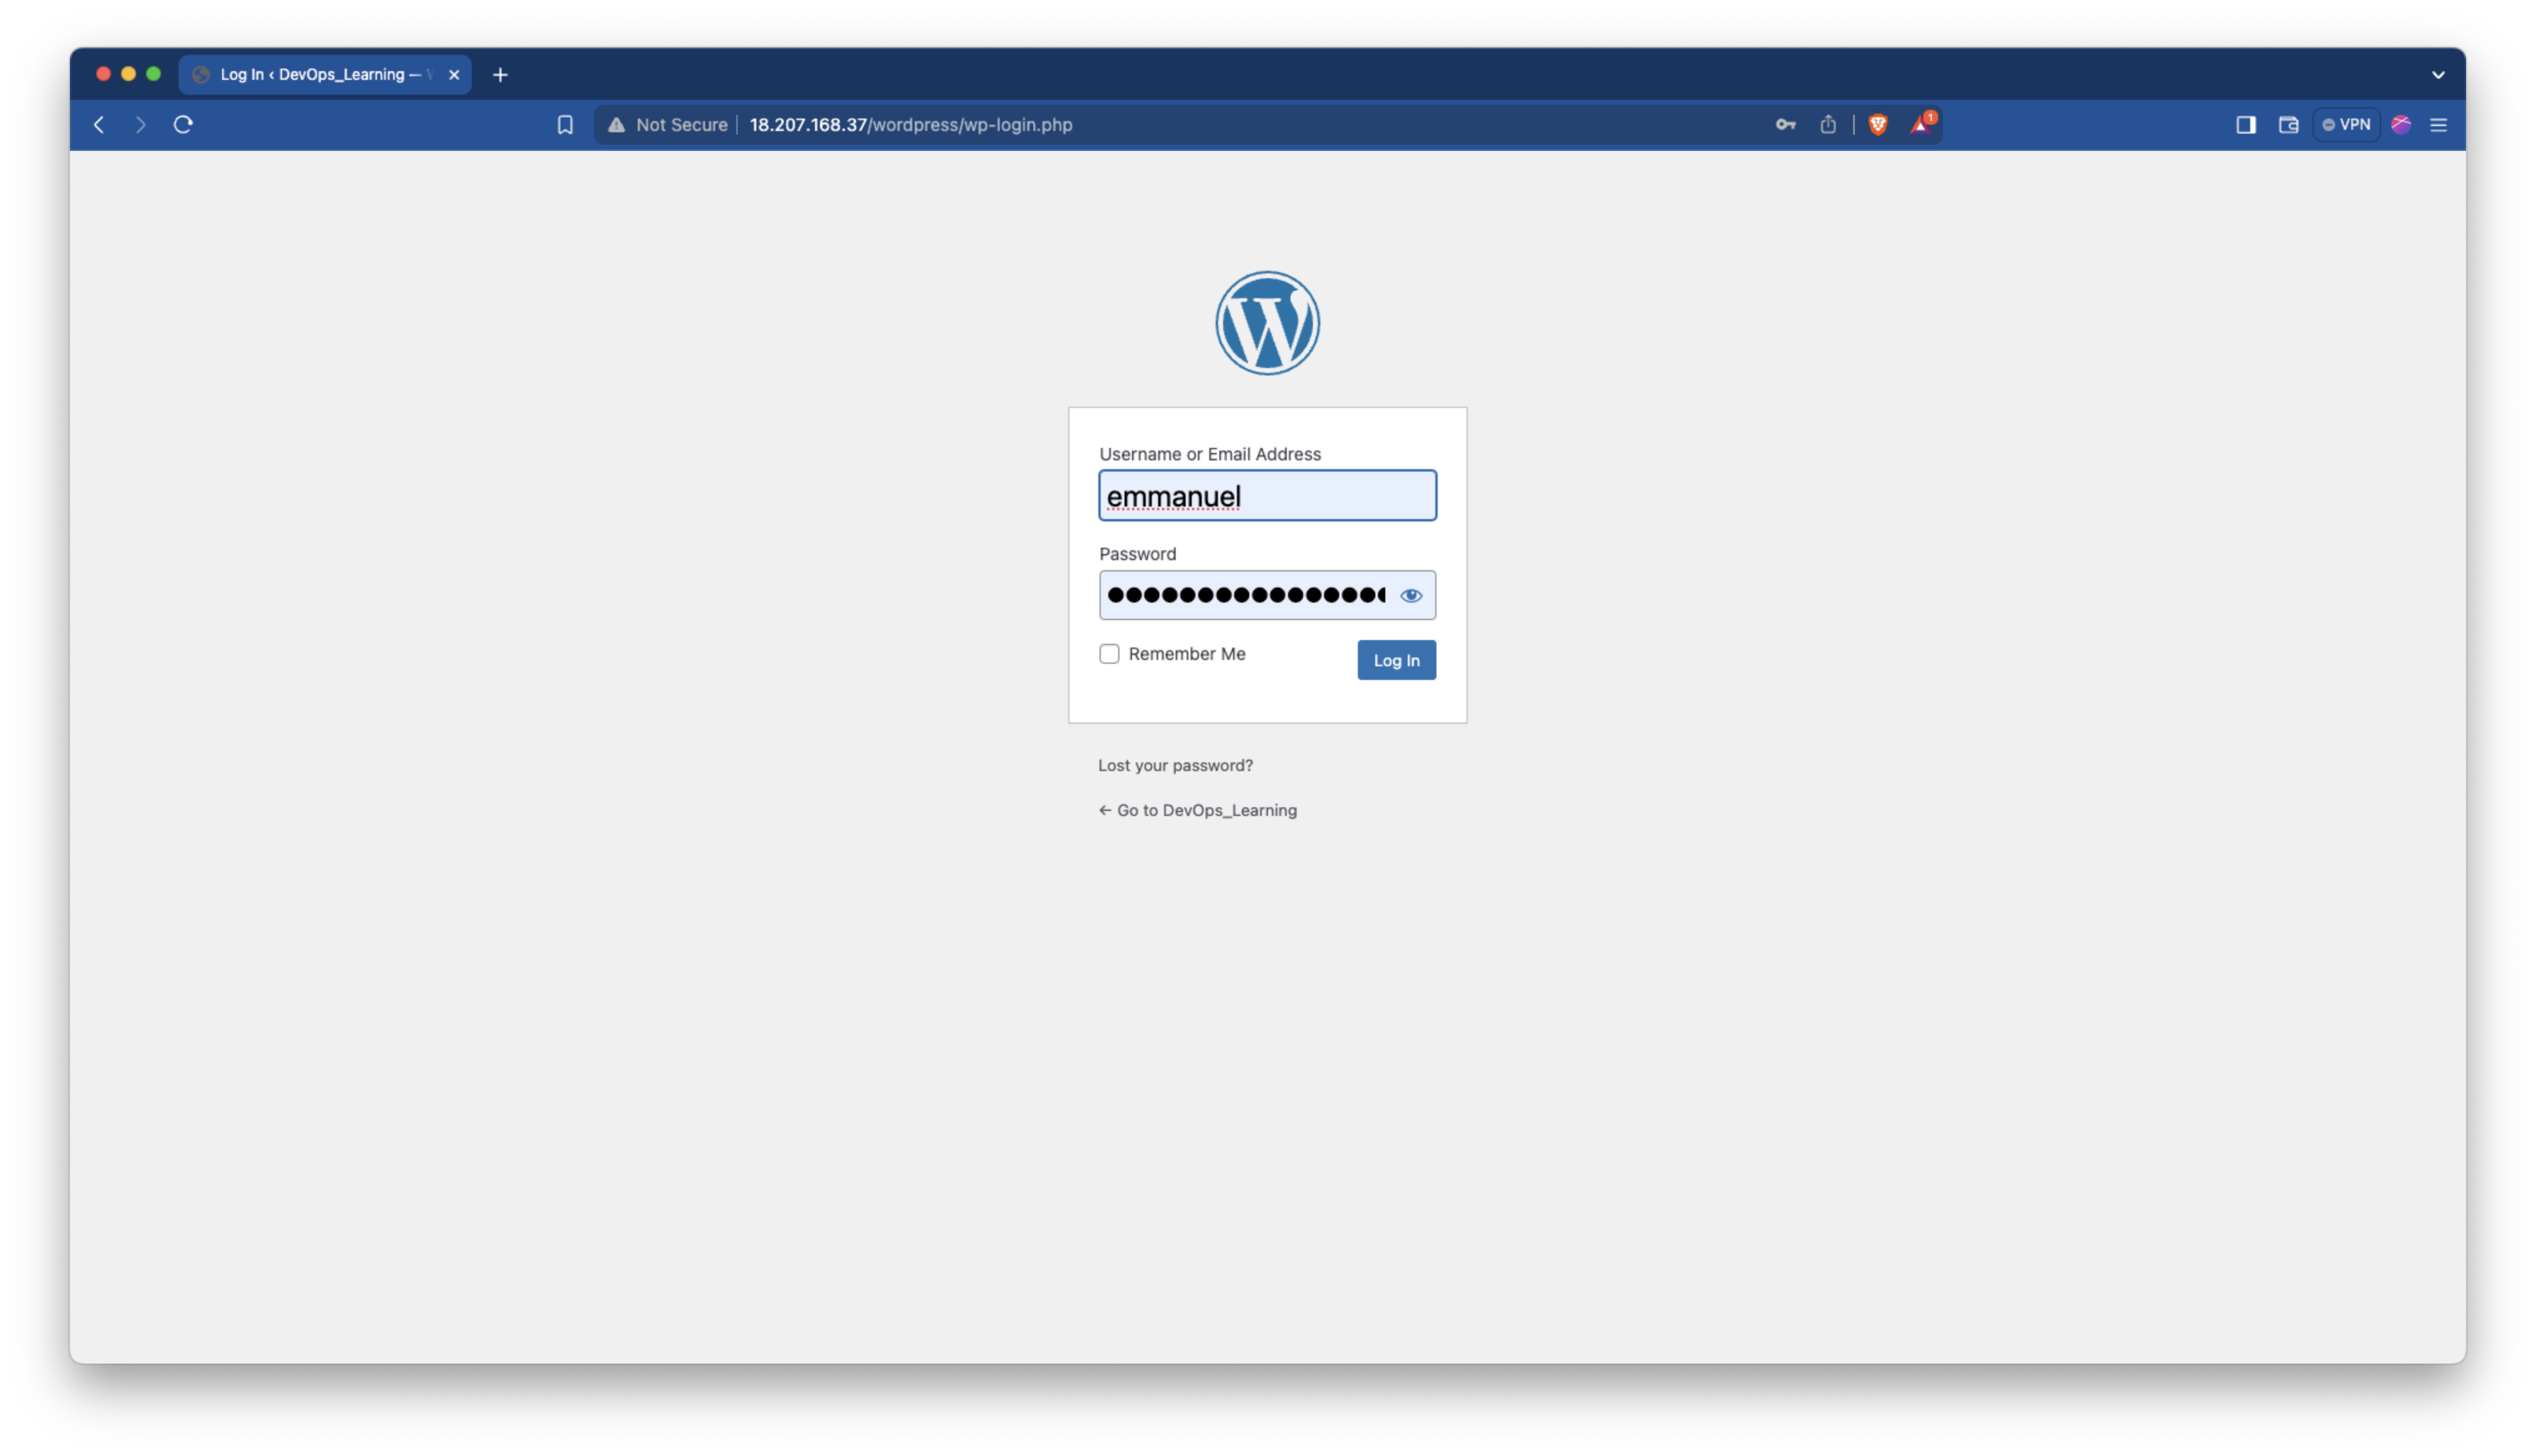 Log In ‹ DevOps_Learning —
Not Secure 18.207.168.37/wordpress/wp-login.php
1
VPN
Username or Email Address
emmanuel
Password
Remember Me
Log In
Lost your password?
← Go to DevOps_Learning